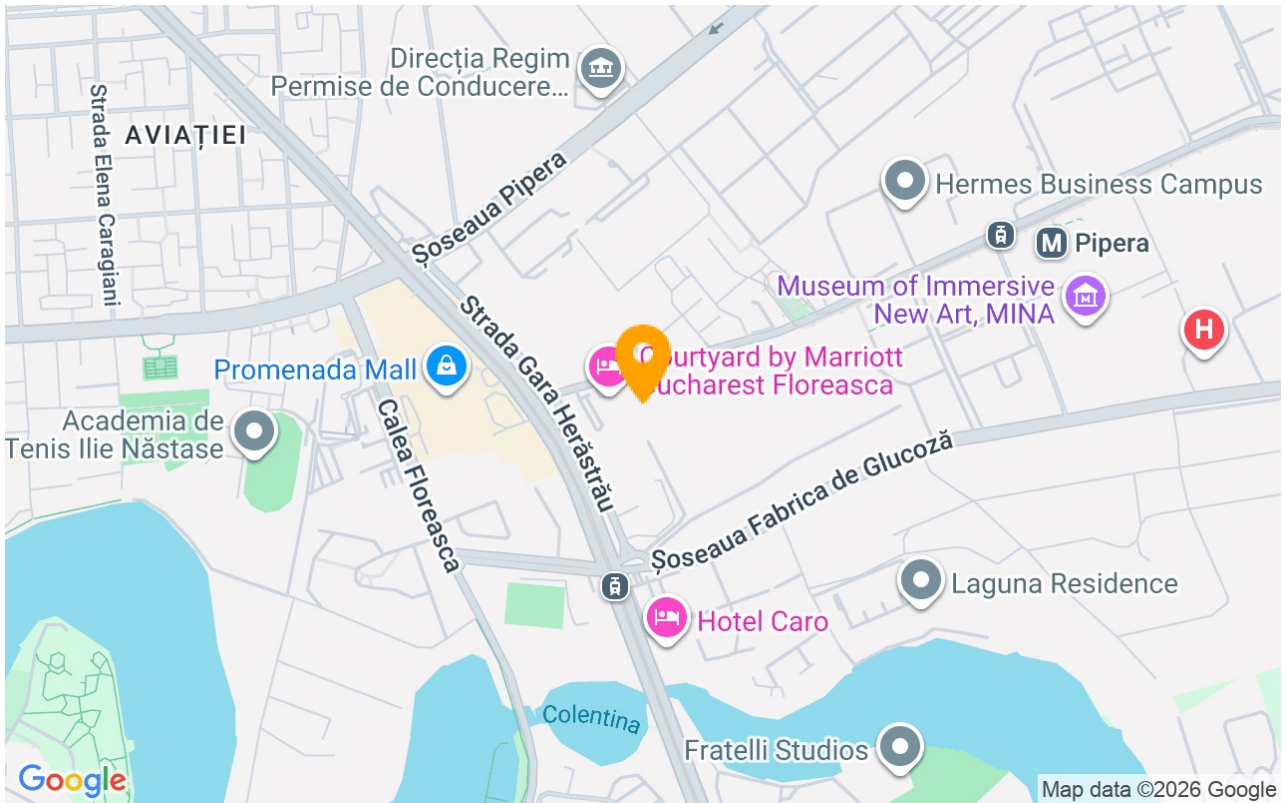 Direcția Regim
Permise de Conducere...
Strada Elena Caragiani
AVIAȚIEI
Șoseaua Pipera
Hermes Business Campus
Pipera
Museum of Immersive
New Art, MINA
M
H
Strada Gara Herăstrău
Promenada Mall
Courtyard by Marriott
Bucharest Floreasca
Academia de
Tenis Ilie Năstase
Calea Floreasca
Șoseaua Fabrica de Glucoză
Laguna Residence
Hotel Caro
Colentina
Fratelli Studios
Google
Map data ©2026 Google